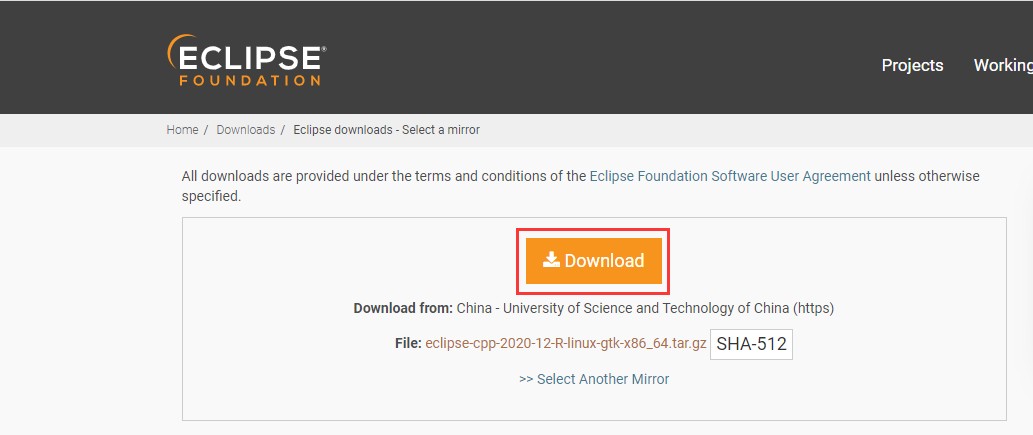 ECLIPSE®
FOUNDATION
Projects Working
Home / Downloads / Eclipse downloads - Select a mirror
All downloads are provided under the terms and conditions of the Eclipse Foundation Software User Agreement unless otherwise
specified.
Download
Download from: China - University of Science and Technology of China (https)
File: eclipse-cpp-2020-12-R-linux-gtk-x86_64.tar.gz SHA-512
>> Select Another Mirror